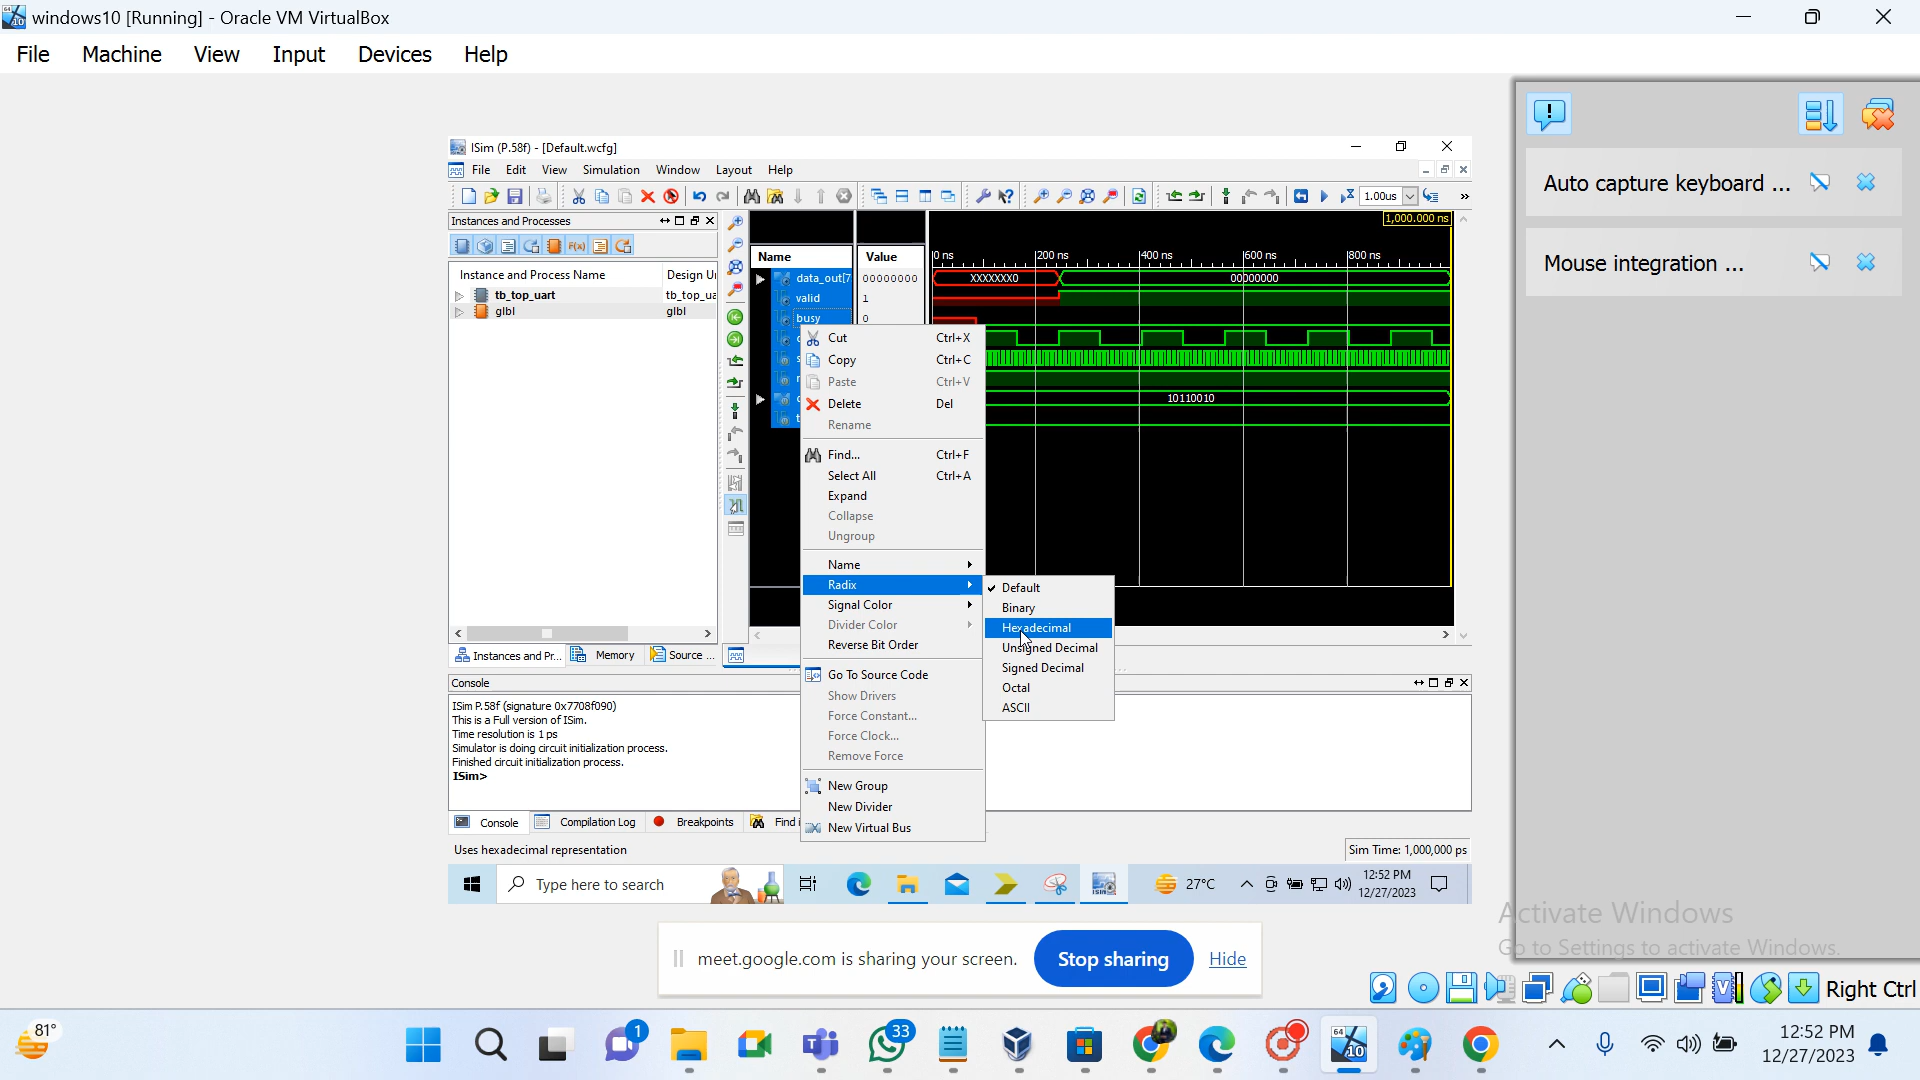 windows10 [Running] - Oracle VM VirtualBox
File Machine View Input Devices Help
Auto capture keyboard ...
Mouse integration ...
ISim (P.58f) - [Default.wcfg]
File Edit View Simulation Window Layout Help
1.00us
»
Instances and Processes
Instance and Process Name
tb_top_uart tb_top_ua
glbl glbl
Name Value
1,000.000 ns
0 ns 200 ns 400 ns 600 ns 800 ns
data_out[7 00000000 XXXXXXX0 00000000
valid 1
busy 0
10110010
Cut Ctrl+X
Copy Ctrl+C
Paste Ctrl+V
Delete Del
Rename
Find... Ctrl+F
Select All Ctrl+A
Expand
Collapse
Ungroup
Name
Radix
Signal Color
Divider Color
Reverse Bit Order
Go To Source Code
Show Drivers
Force Constant...
Force Clock...
Remove Force
New Group
New Divider
New Virtual Bus
Default
Binary
Hexadecimal
Unsigned Decimal
Signed Decimal
Octal
ASCII
Instances and Pr... Memory Source ...
Console
ISim P.58f (signature 0x7708f090)
This is a Full version of ISim.
Time resolution is 1 ps
Simulator is doing circuit initialization process.
Finished circuit initialization process.
ISim>
Console Compilation Log Breakpoints Find i
Uses hexadecimal representation
Sim Time: 1,000,000 ps
Type here to search
27°C
12:52 PM
12/27/2023
Activate Windows
Go to Settings to activate Windows.
meet.google.com is sharing your screen.
Stop sharing
Hide
Right Ctrl
81°
1
33
64
10
12:52 PM
12/27/2023